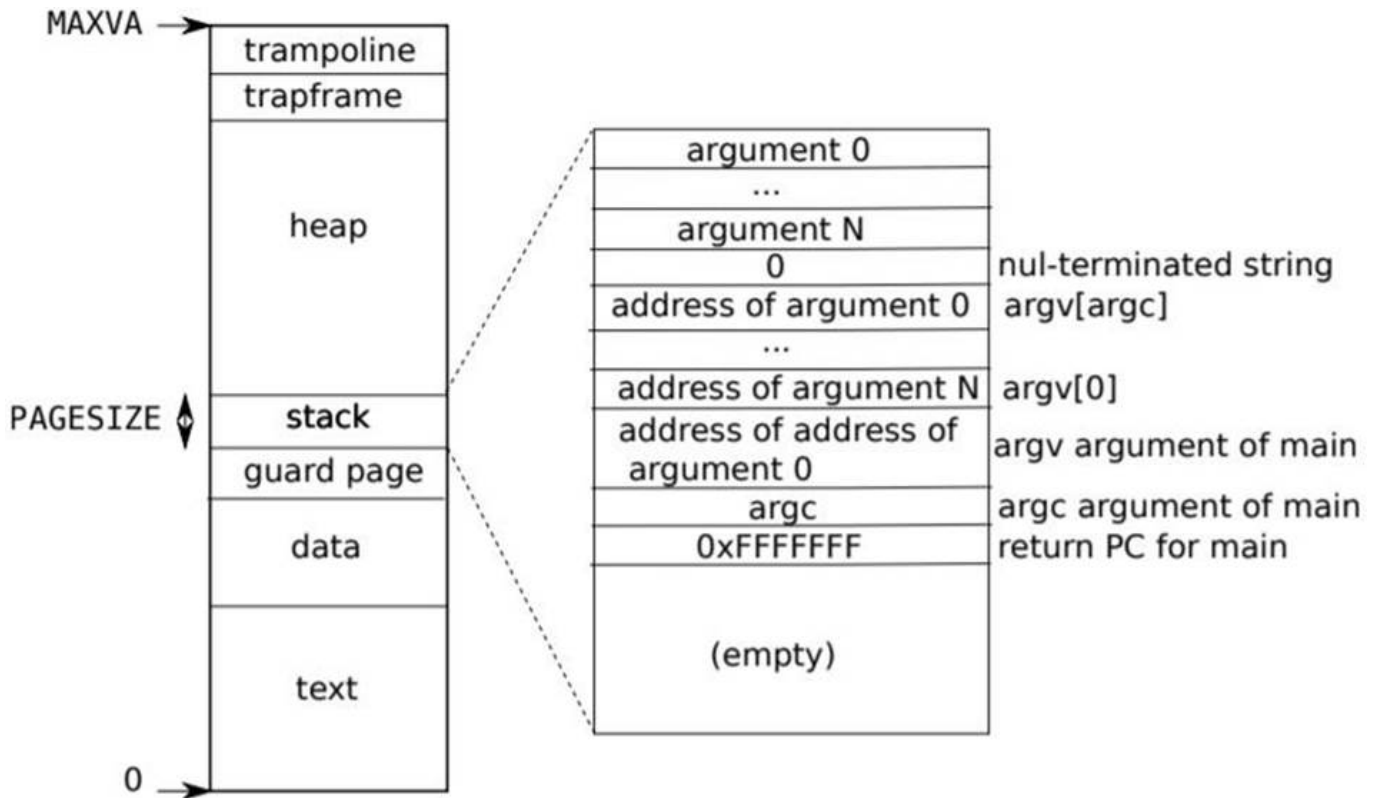 MAXVA
trampoline
trapframe
heap
PAGESIZE
stack
guard page
data
text
0
argument 0
...
argument N
0 nul-terminated string
address of argument 0 argv[argc]
...
address of argument N argv[0]
address of address of
argument 0
argv argument of main
argc argc argument of main
0xFFFFFFF return PC for main
(empty)